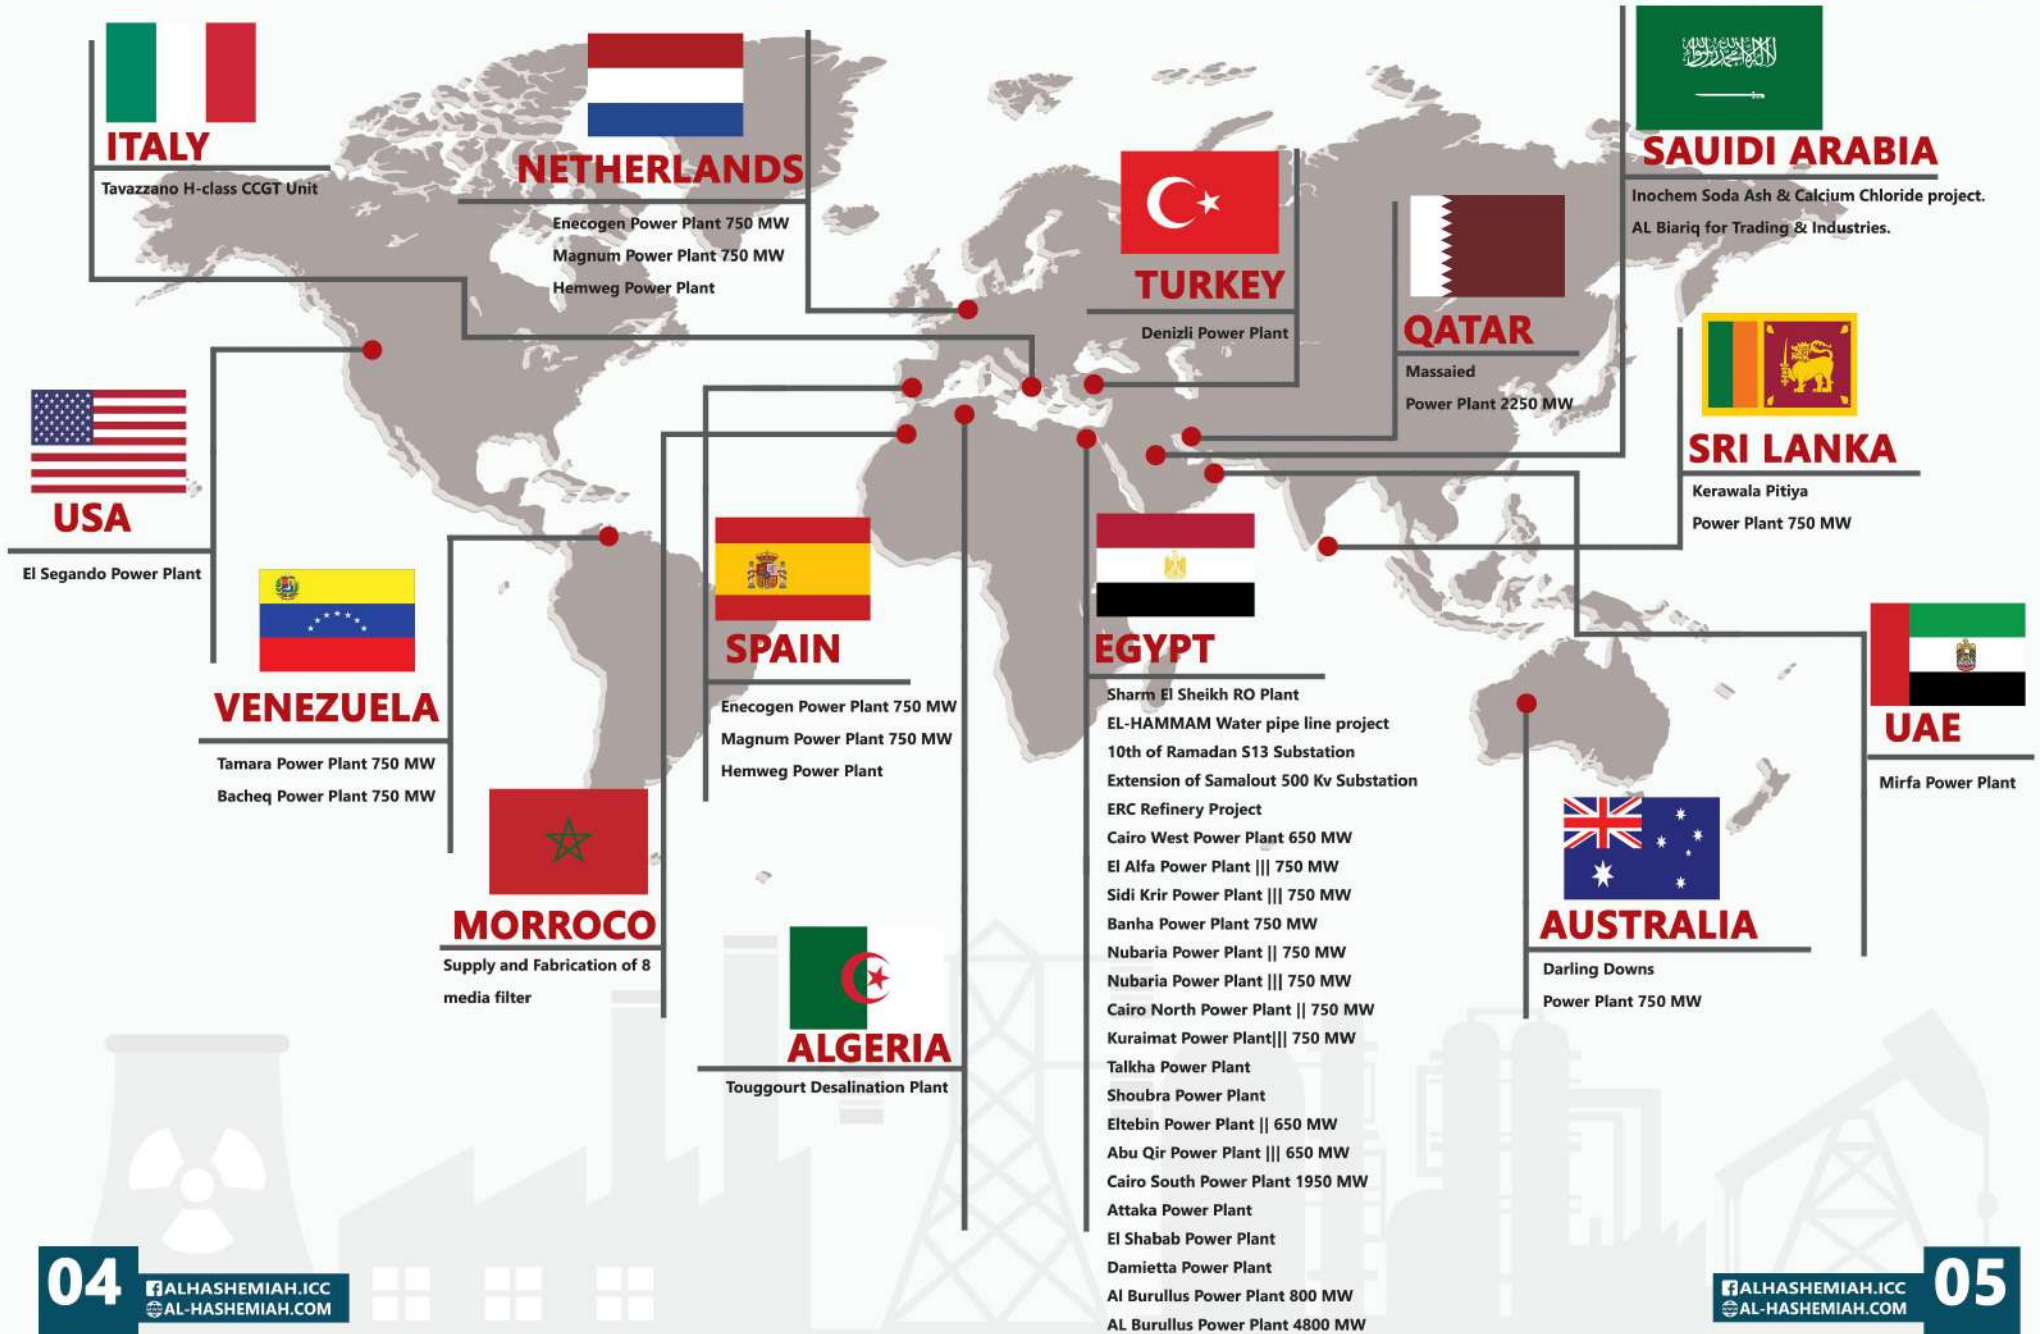 ITALY
Tavazzano H-class CCGT Unit
NETHERLANDS
Enecogen Power Plant 750 MW
Magnum Power Plant 750 MW
Hemweg Power Plant
TURKEY
Denizli Power Plant
QATAR
Massaied
Power Plant 2250 MW
SAUIDI ARABIA
Inochem Soda Ash & Calcium Chloride project.
AL Biariq for Trading & Industries.
SRI LANKA
Kerawala Pitiya
Power Plant 750 MW
USA
El Segando Power Plant
VENEZUELA
Tamara Power Plant 750 MW
Bacheq Power Plant 750 MW
MORROCO
Supply and Fabrication of 8
media filter
SPAIN
Enecogen Power Plant 750 MW
Magnum Power Plant 750 MW
Hemweg Power Plant
ALGERIA
Touggourt Desalination Plant
EGYPT
Sharm El Sheikh RO Plant
EL-HAMMAM Water pipe line project
10th of Ramadan S13 Substation
Extension of Samalout 500 Kv Substation
ERC Refinery Project
Cairo West Power Plant 650 MW
El Alfa Power Plant ||| 750 MW
Sidi Krir Power Plant ||| 750 MW
Banha Power Plant 750 MW
Nubaria Power Plant || 750 MW
Nubaria Power Plant ||| 750 MW
Cairo North Power Plant || 750 MW
Kuraimat Power Plant||| 750 MW
Talkha Power Plant
Shoubra Power Plant
Eltebin Power Plant || 650 MW
Abu Qir Power Plant ||| 650 MW
Cairo South Power Plant 1950 MW
Attaka Power Plant
El Shabab Power Plant
Damietta Power Plant
Al Burullus Power Plant 800 MW
AL Burullus Power Plant 4800 MW
UAE
Mirfa Power Plant
AUSTRALIA
Darling Downs
Power Plant 750 MW
04
ALHASHEMIAH.ICC
AL-HASHEMIAH.COM
ALHASHEMIAH.ICC
AL-HASHEMIAH.COM
05